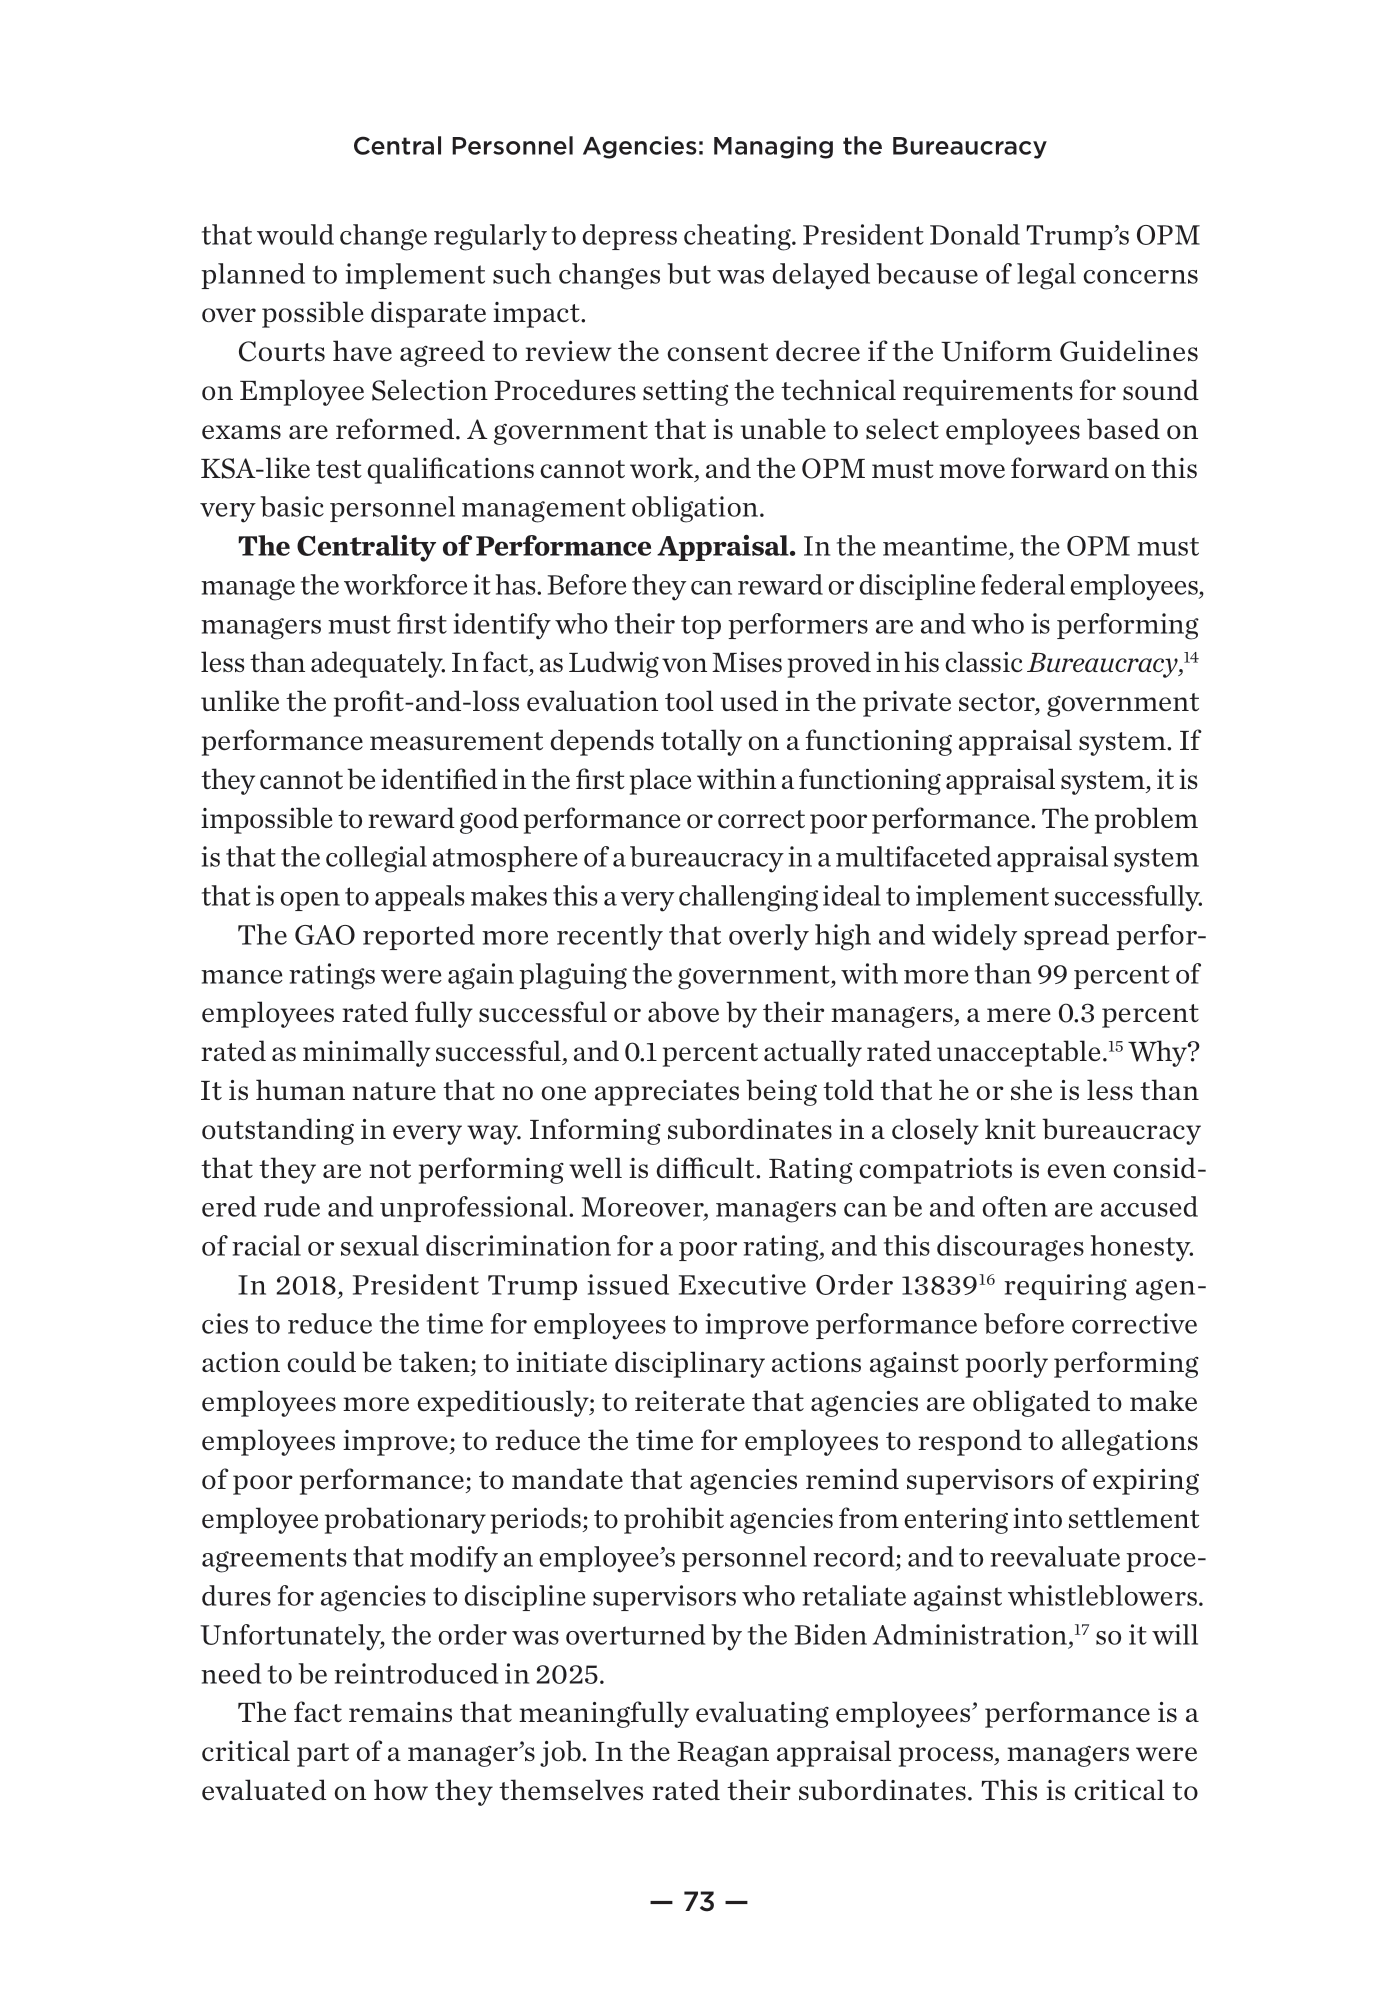 Central Personnel Agencies: Managing the Bureaucracy
that would change regularly to depress cheating. President Donald Trump’s OPM
planned to implement such changes but was delayed because of legal concerns
over possible disparate impact.
Courts have agreed to review the consent decree if the Uniform Guidelines
on Employee Selection Procedures setting the technical requirements for sound
exams are reformed. A government that is unable to select employees based on
KSA-like test qualifications cannot work, and the OPM must move forward on this
very basic personnel management obligation.
The Centrality of Performance Appraisal. In the meantime, the OPM must
manage the workforce it has. Before they can reward or discipline federal employees,
managers must first identify who their top performers are and who is performing
less than adequately. In fact, as Ludwig von Mises proved in his classic Bureaucracy,14
unlike the profit-and-loss evaluation tool used in the private sector, government
performance measurement depends totally on a functioning appraisal system. If
they cannot be identified in the first place within a functioning appraisal system, it is
impossible to reward good performance or correct poor performance. The problem
is that the collegial atmosphere of a bureaucracy in a multifaceted appraisal system
that is open to appeals makes this a very challenging ideal to implement successfully.
The GAO reported more recently that overly high and widely spread perfor-
mance ratings were again plaguing the government, with more than 99 percent of
employees rated fully successful or above by their managers, a mere 0.3 percent
rated as minimally successful, and 0.1 percent actually rated unacceptable.15 Why?
It is human nature that no one appreciates being told that he or she is less than
outstanding in every way. Informing subordinates in a closely knit bureaucracy
that they are not performing well is difficult. Rating compatriots is even consid-
ered rude and unprofessional. Moreover, managers can be and often are accused
of racial or sexual discrimination for a poor rating, and this discourages honesty.
In 2018, President Trump issued Executive Order 1383916 requiring agen-
cies to reduce the time for employees to improve performance before corrective
action could be taken; to initiate disciplinary actions against poorly performing
employees more expeditiously; to reiterate that agencies are obligated to make
employees improve; to reduce the time for employees to respond to allegations
of poor performance; to mandate that agencies remind supervisors of expiring
employee probationary periods; to prohibit agencies from entering into settlement
agreements that modify an employee’s personnel record; and to reevaluate proce-
dures for agencies to discipline supervisors who retaliate against whistleblowers.
Unfortunately, the order was overturned by the Biden Administration,17 so it will
need to be reintroduced in 2025.
The fact remains that meaningfully evaluating employees’ performance is a
critical part of a manager’s job. In the Reagan appraisal process, managers were
evaluated on how they themselves rated their subordinates. This is critical to
— 73 —